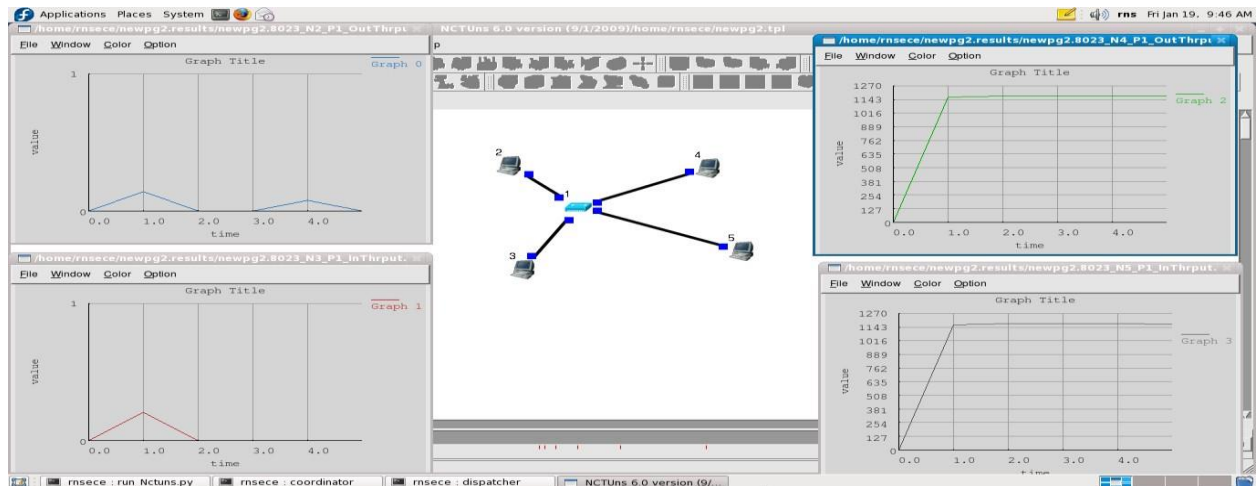 Applications Places System rns Fri Jan 19, 9:46 AM
/home/rnsece/newpg2.results/newpg2.8023_N2_P1_OutThrpu
File Window Color Option
Graph Title
Graph 0
1
value
0
0.0 1.0 2.0 3.0 4.0
time
/home/rnsece/newpg2.results/newpg2.8023_N3_P1_InThrput.
File Window Color Option
Graph Title
Graph 1
1
value
0
0.0 1.0 2.0 3.0 4.0
time
NCTUns 6.0 version (9/1/2009)/home/rnsece/newpg2.tpl
p
2
4
1
3
5
/home/rnsece/newpg2.results/newpg2.8023_N4_P1_OutThrpu
File Window Color Option
Graph Title
Graph 2
1270
1143
1016
889
762
635
508
381
254
127
0
value
0.0 1.0 2.0 3.0 4.0
time
/home/rnsece/newpg2.results/newpg2.8023_N5_P1_InThrput.
File Window Color Option
Graph Title
Graph 3
1270
1143
1016
889
762
635
508
381
254
127
0
value
0.0 1.0 2.0 3.0 4.0
time
rnsece : run_Nctuns.py rnsece : coordinator rnsece : dispatcher NCTUns 6.0 version (9/...